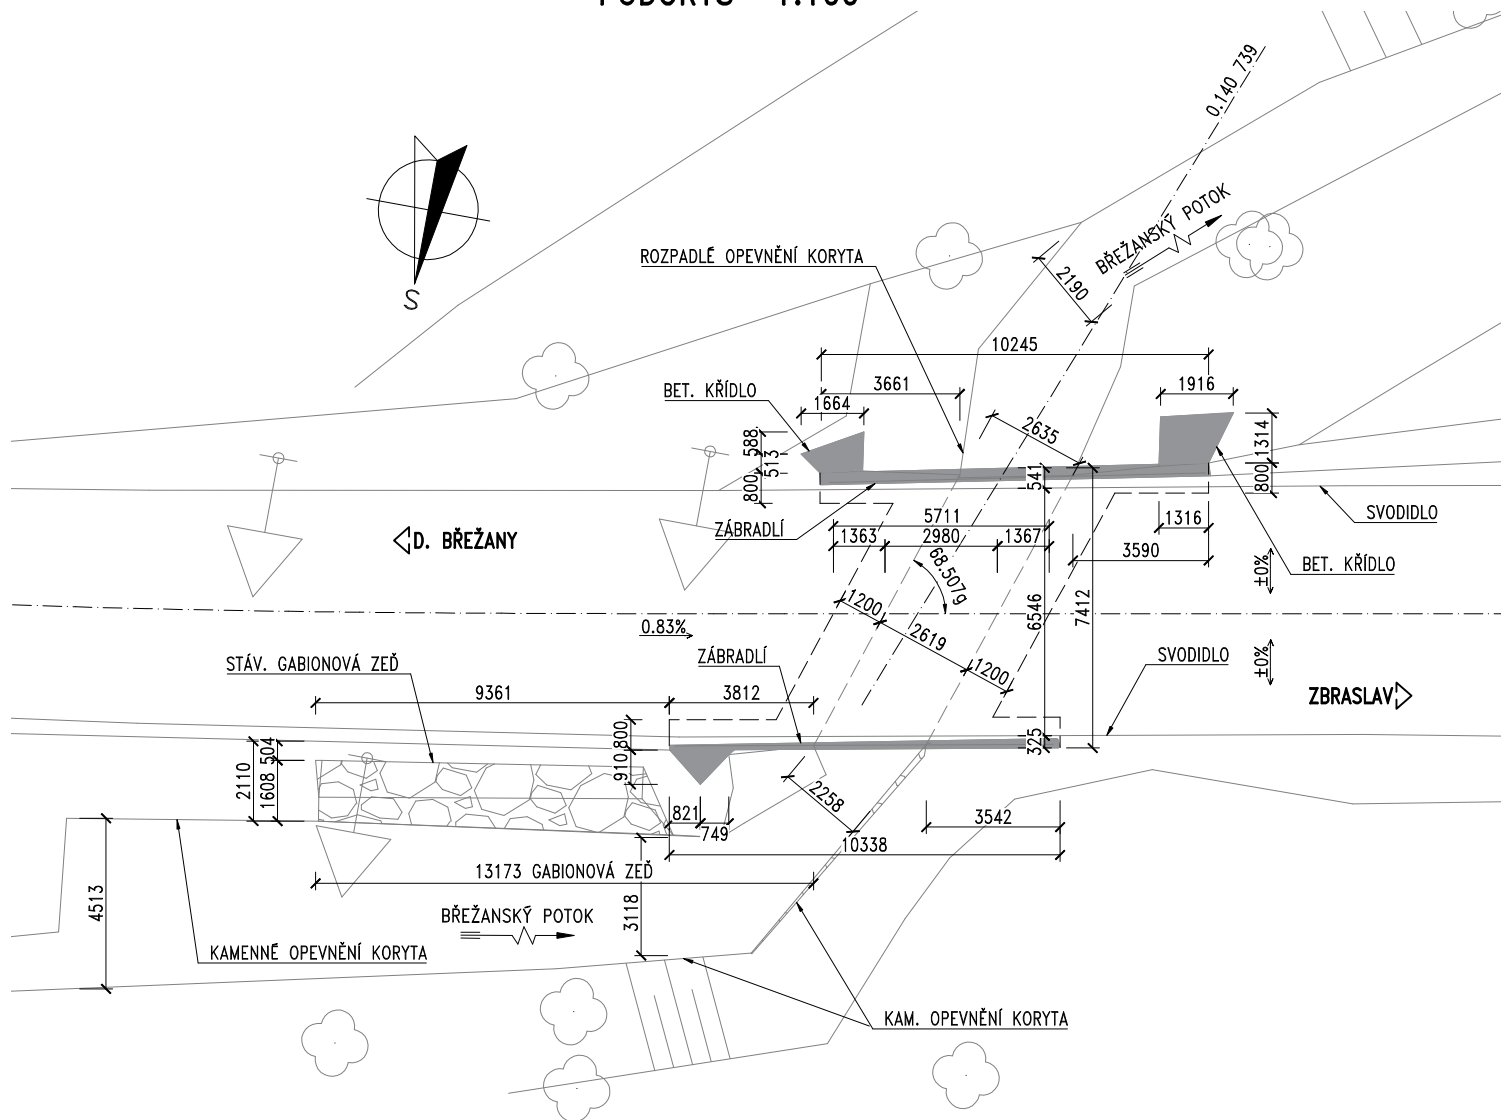 PŮDORYS 1:100
0.140 739
BŘEŽANSKÝ POTOK
S
ROZPADLÉ OPEVNĚNÍ KORYTA
2190
10245
BET. KŘÍDLO
3661
1916
1664
2635
588
513
800
541
1314
800
ZÁBRADLÍ
SVODIDLO
D. BŘEŽANY
5711
1316
1363
2980
1367
3590
BET. KŘÍDLO
68.507g
±0%
1200
6546
7412
0.83%
2619
STÁV. GABIONOVÁ ZEĎ
ZÁBRADLÍ
1200
SVODIDLO
±0%
9361
3812
ZBRASLAV
800
325
504
2110
1608
910
2258
821
749
3542
10338
13173 GABIONOVÁ ZEĎ
4513
3118
BŘEŽANSKÝ POTOK
KAMENNÉ OPEVNĚNÍ KORYTA
KAM. OPEVNĚNÍ KORYTA